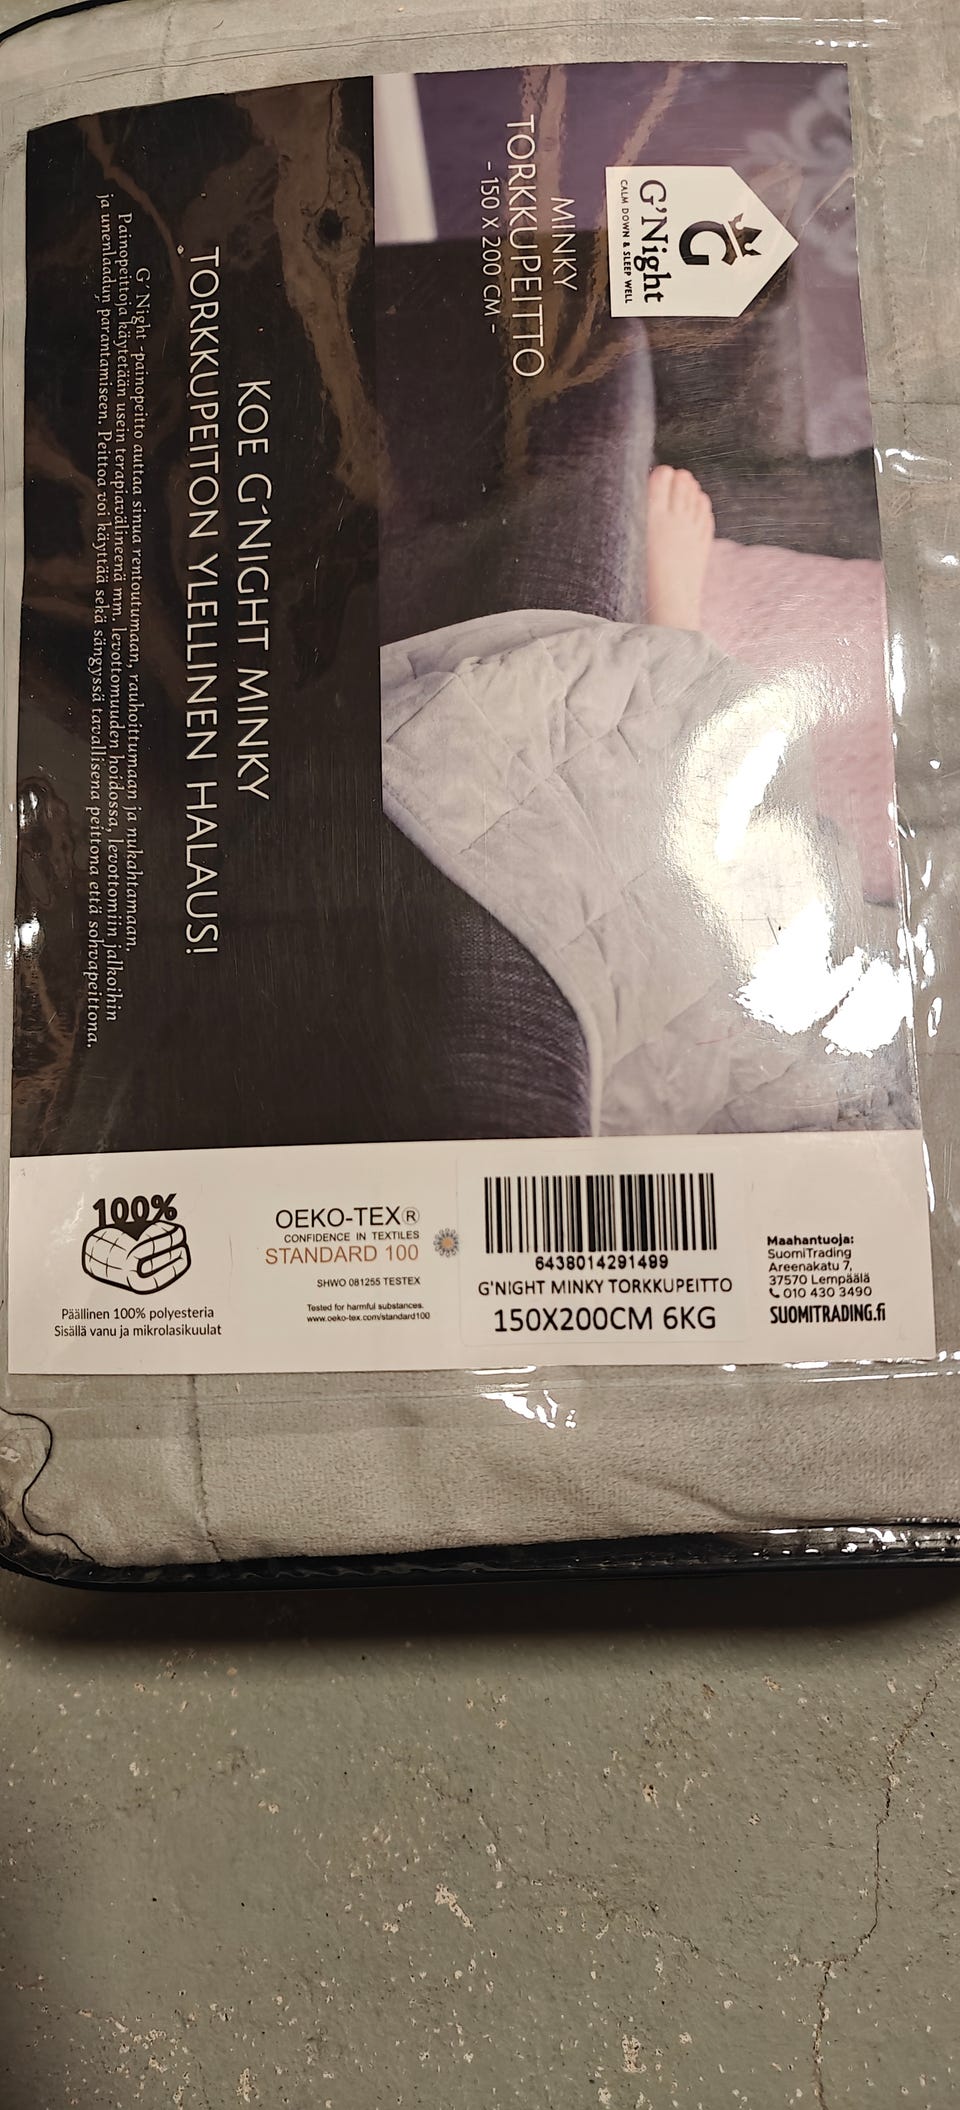 G
G'Night
CALM DOWN & SLEEP WELL
MINKY
TORKKUPEITTO
- 150 X 200 CM -
KOE G´NIGHT MINKY
TORKKUPEITON YLELLINEN HALAUS!
G´ Night -painopeitto auttaa sinua rentoutumaan, rauhoittumaan ja nukahtamaan.
Painopeittoja käytetään usein terapiavälineenä mm. levottomuuden hoidossa, levottomiin jalkoihin
ja unenlaadun parantamiseen. Peittoa voi käyttää sekä sängyssä tavallisena peittona että sohvapeittona.
100%
Päällinen 100% polyesteria
Sisällä vanu ja mikrolasikuulat
OEKO-TEX®
CONFIDENCE IN TEXTILES
STANDARD 100
SHWO 081255 TESTEX
Tested for harmful substances.
www.oeko-tex.com/standard100
6438014291499
G'NIGHT MINKY TORKKUPEITTO
150X200CM 6KG
Maahantuoja:
SuomiTrading
Areenakatu 7,
37570 Lempäälä
010 430 3490
SUOMITRADING.fi